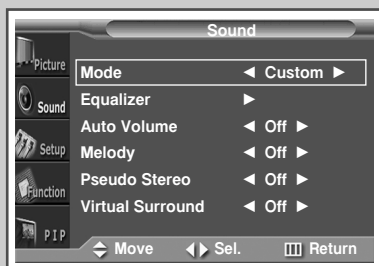 Sound
Picture
Sound
Setup
Function
PIP
Mode ◄ Custom ►
Equalizer ►
Auto Volume ◄ Off ►
Melody ◄ Off ►
Pseudo Stereo ◄ Off ►
Virtual Surround ◄ Off ►
Move Sel. Return